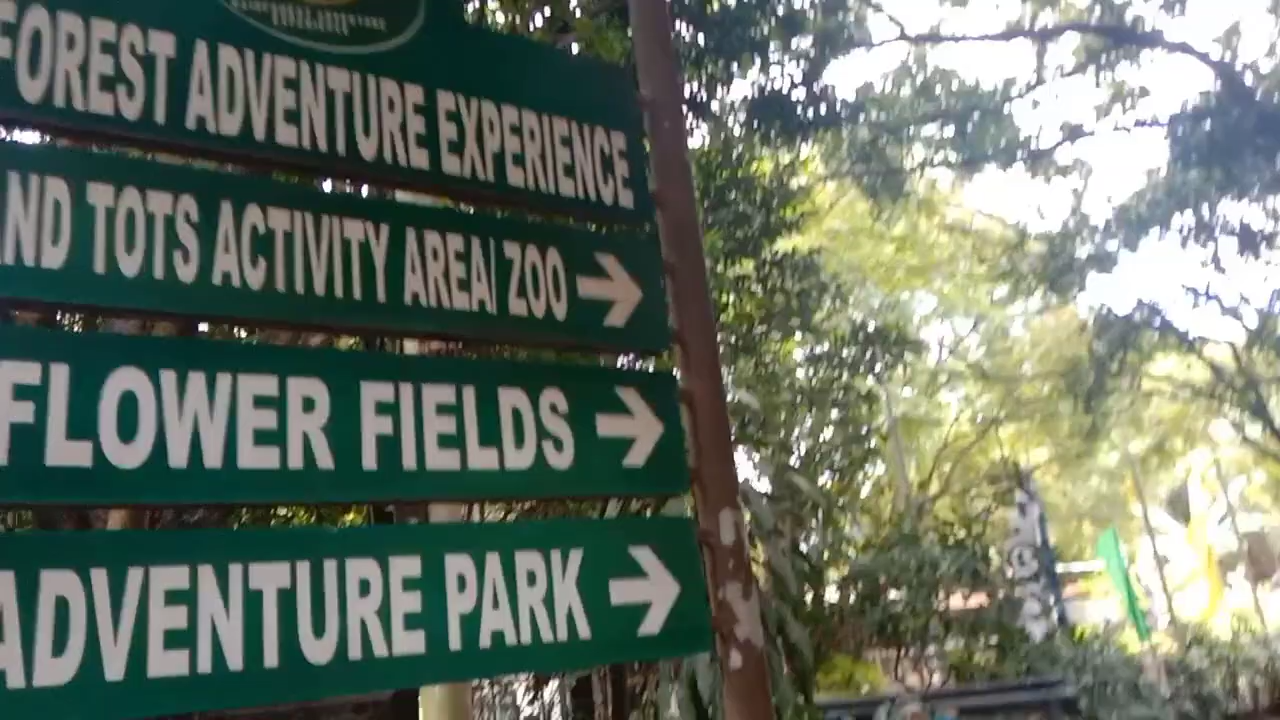 FOREST ADVENTURE EXPERIENCE
ND TOTS ACTIVITY AREA| ZOO
FLOWER FIELDS
ADVENTURE PARK